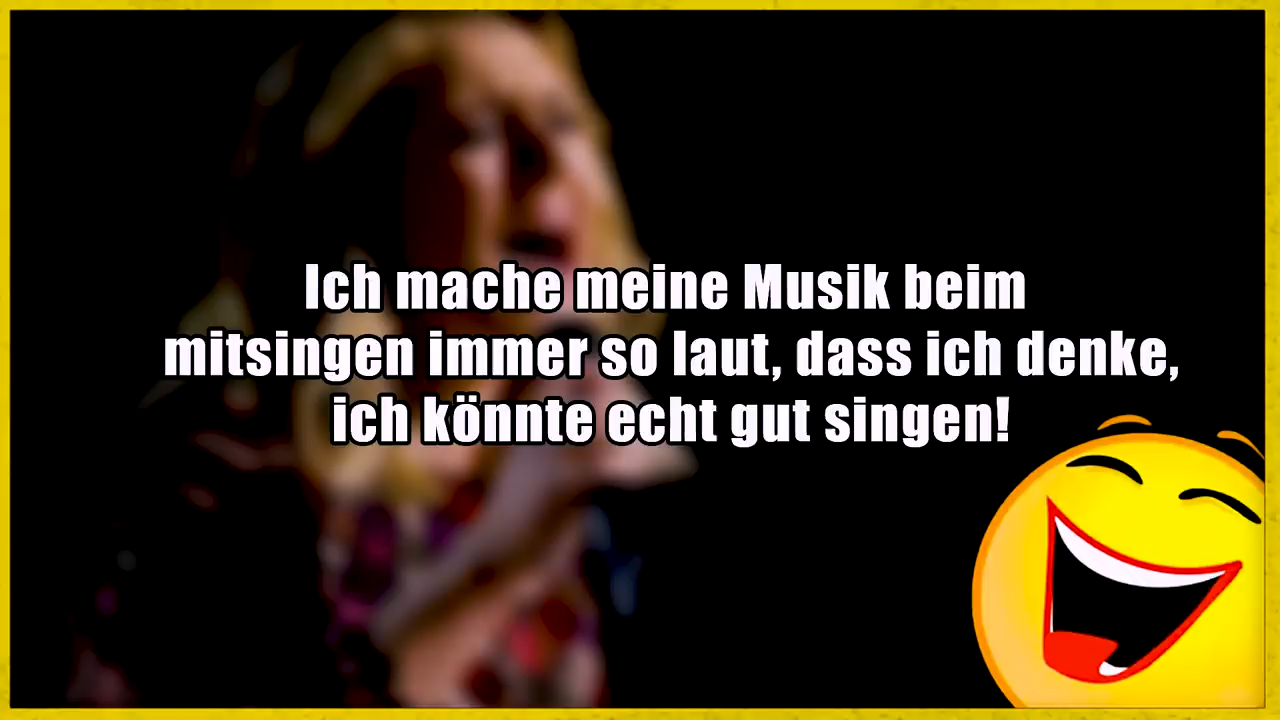 Ich mache meine Musik beim
mitsingen immer so laut, dass ich denke,
ich könnte echt gut singen!